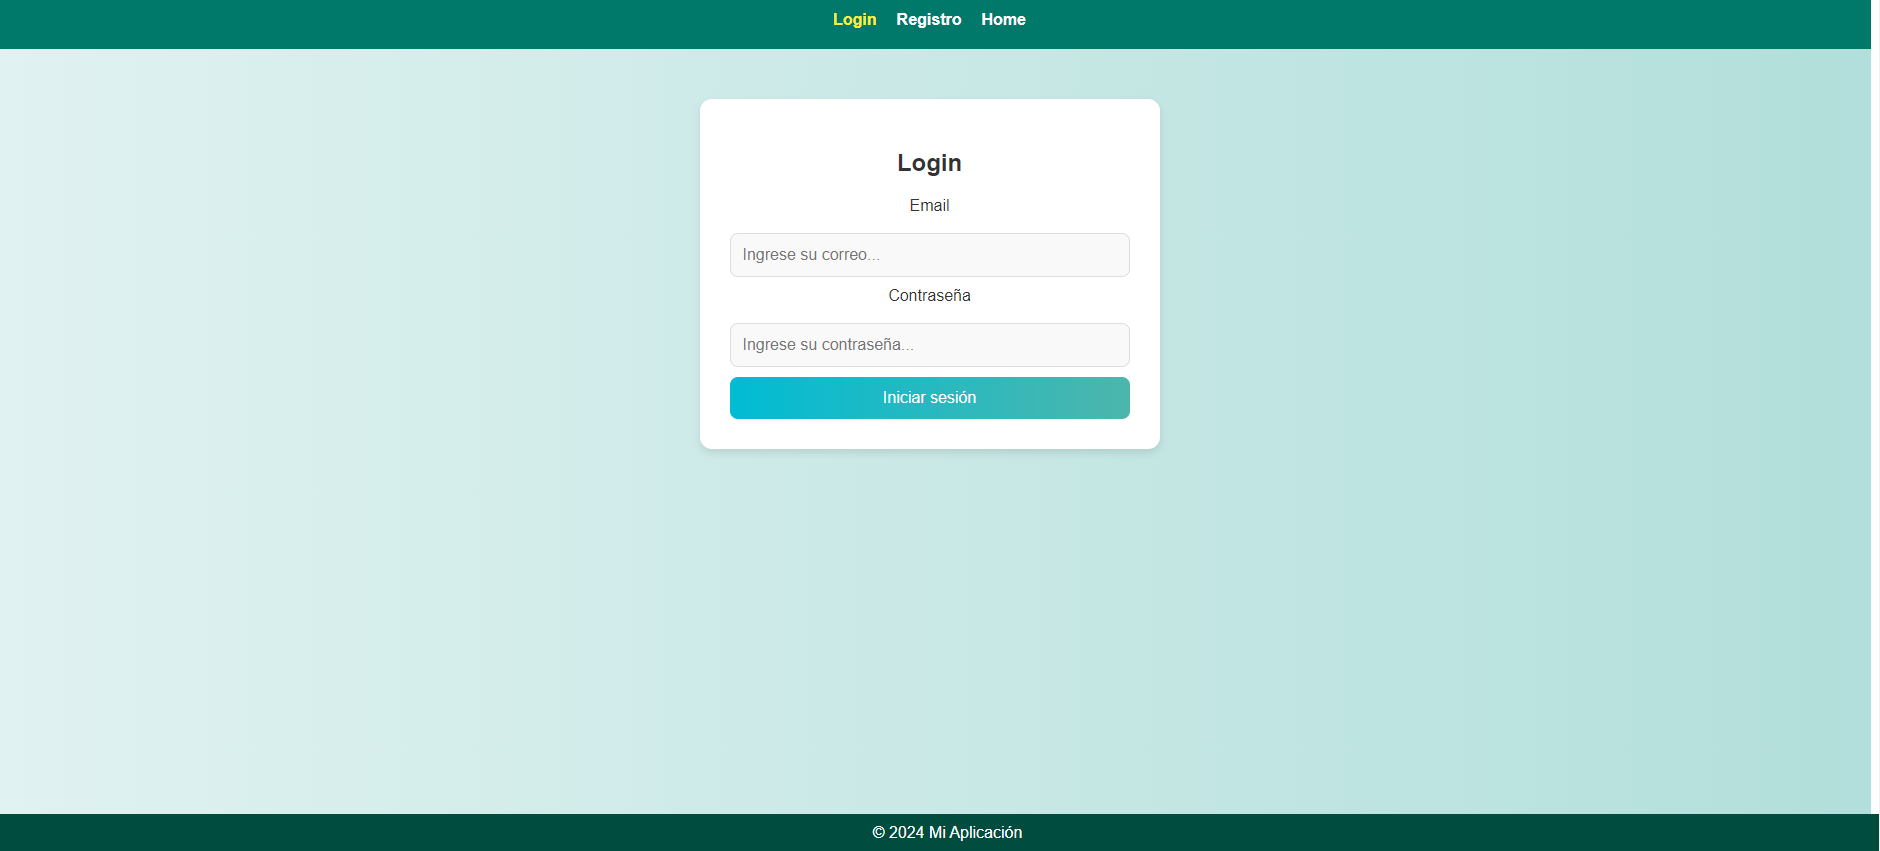 Login Registro Home
Login
Email
Ingrese su correo...
Contraseña
Ingrese su contraseña...
Iniciar sesión
© 2024 Mi Aplicación